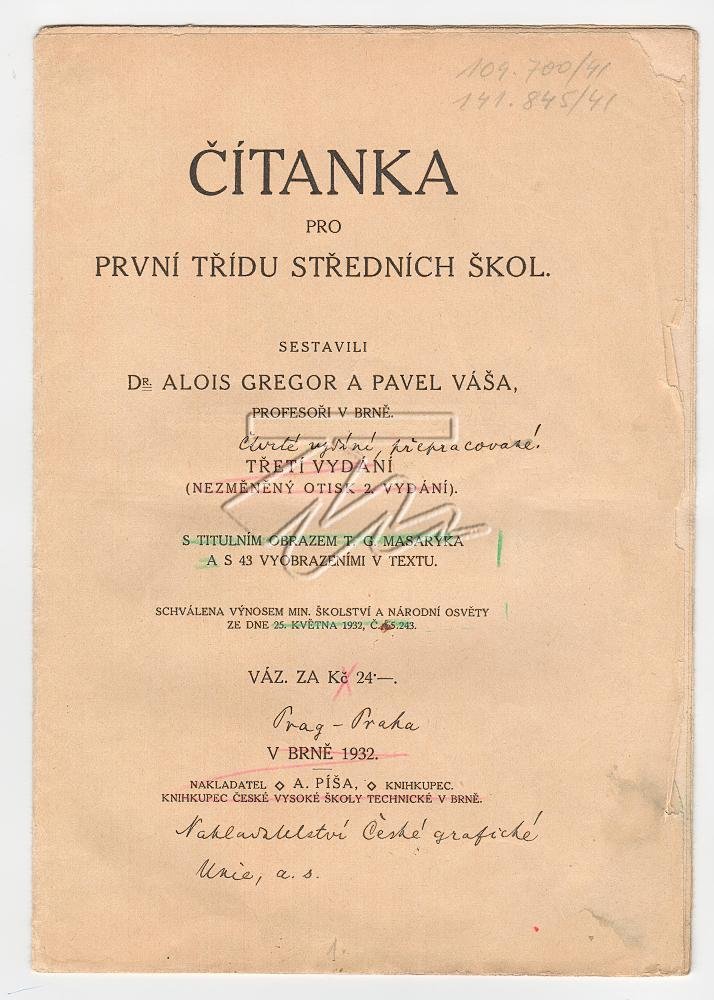 109.700/41
141.845/41
ČÍTANKA
PRO
PRVNÍ TŘÍDU STŘEDNÍCH ŠKOL.
SESTAVILI
DR. ALOIS GREGOR A PAVEL VÁŠA,
PROFESOŘI V BRNĚ.
Čtvrté vydání, přepracované.
TŘETÍ VYDÁNÍ
(NEZMĚNĚNÝ OTISK 2. VYDÁNÍ).
S TITULNÍM OBRAZEM T. G. MASARYKA
A S 43 VYOBRAZENÍMI V TEXTU.
SCHVÁLENA VÝNOSEM MIN. ŠKOLSTVÍ A NÁRODNÍ OSVĚTY
ZE DNE 25. KVĚTNA 1932, Č. 55.243.
VÁZ. ZA Kč 24·—.
Prag - Praha
V BRNĚ 1932.
NAKLADATEL ◇ A. PÍŠA, ◇ KNIHKUPEC.
KNIHKUPEC ČESKÉ VYSOKÉ ŠKOLY TECHNICKÉ V BRNĚ.
Nakladatelství České grafické
Unie, a. s.
1.